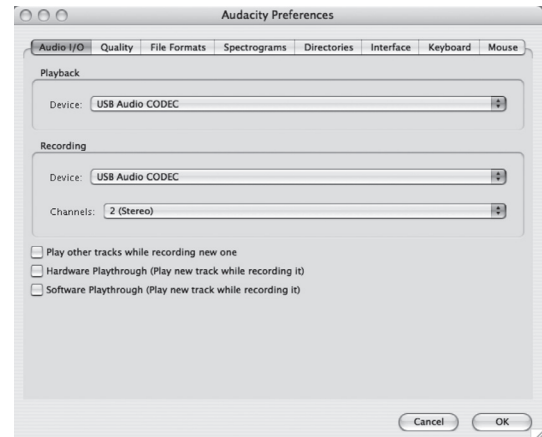 Audacity Preferences
Audio I/O Quality File Formats Spectrograms Directories Interface Keyboard Mouse
Playback
Device: USB Audio CODEC
Recording
Device: USB Audio CODEC
Channels: 2 (Stereo)
Play other tracks while recording new one
Hardware Playthrough (Play new track while recording it)
Software Playthrough (Play new track while recording it)
Cancel OK